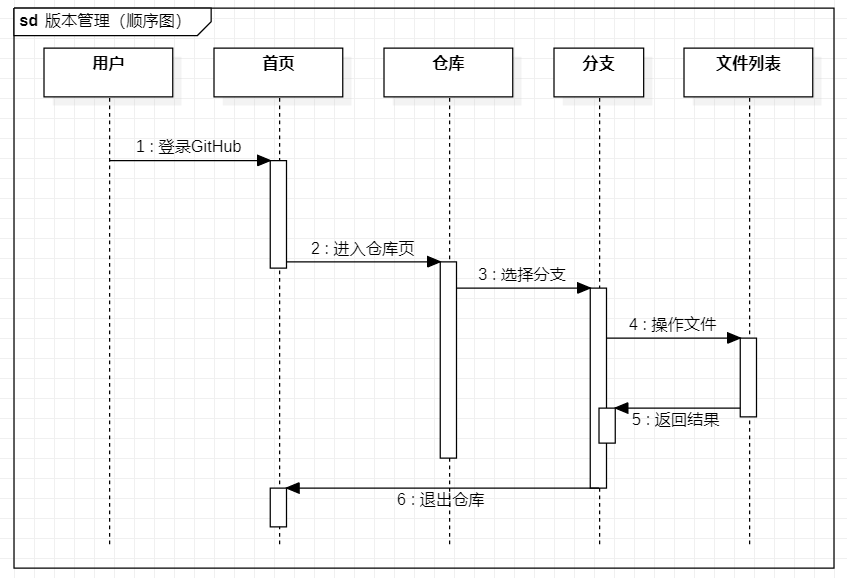 sd 版本管理（顺序图）
用户
首页
仓库
分支
文件列表
1 : 登录GitHub
2 : 进入仓库页
3 : 选择分支
4 : 操作文件
5 : 返回结果
6 : 退出仓库